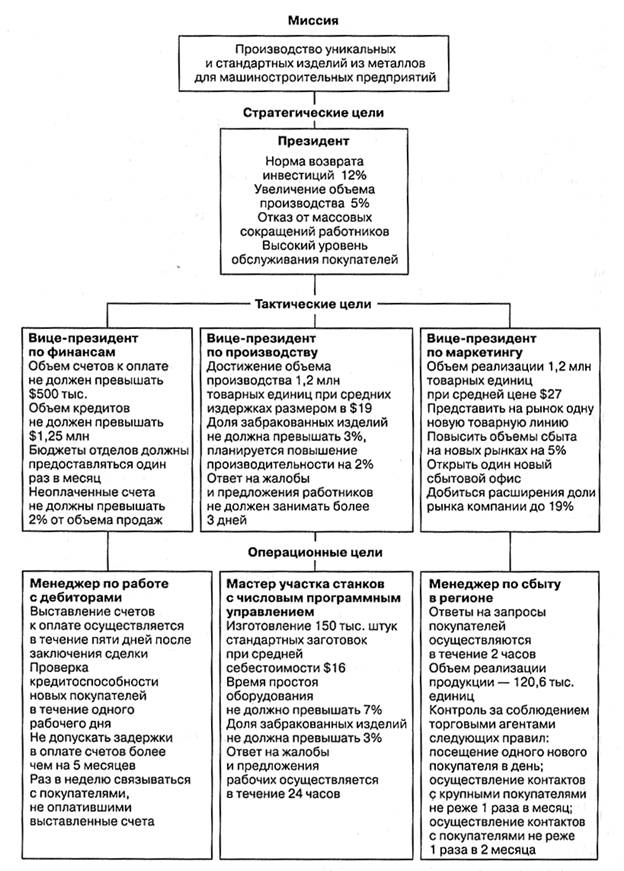 Миссия
Производство уникальных
и стандартных изделий из металлов
для машиностроительных предприятий
Стратегические цели
Президент
Норма возврата
инвестиций 12%
Увеличение объема
производства 5%
Отказ от массовых
сокращений работников
Высокий уровень
обслуживания покупателей
Тактические цели
Вице-президент
по финансам
Объем счетов к оплате
не должен превышать
$500 тыс.
Объем кредитов
не должен превышать
$1,25 млн
Бюджеты отделов должны
предоставляться один
раз в месяц
Неоплаченные счета
не должны превышать
2% от объема продаж
Вице-президент
по производству
Достижение объема
производства 1,2 млн
товарных единиц при средних
издержках размером в $19
Доля забракованных изделий
не должна превышать 3%,
планируется повышение
производительности на 2%
Ответ на жалобы
и предложения работников
не должен занимать более
3 дней
Вице-президент
по маркетингу
Объем реализации 1,2 млн
товарных единиц
при средней цене $27
Представить на рынок одну
новую товарную линию
Повысить объемы сбыта
на новых рынках на 5%
Открыть один новый
сбытовой офис
Добиться расширения доли
рынка компании до 19%
Операционные цели
Менеджер по работе
с дебиторами
Выставление счетов
к оплате осуществляется
в течение пяти дней после
заключения сделки
Проверка
кредитоспособности
новых покупателей
в течение одного
рабочего дня
Не допускать задержки
в оплате счетов более
чем на 5 месяцев
Раз в неделю связываться
с покупателями,
не оплатившими
выставленные счета
Мастер участка станков
с числовым программным
управлением
Изготовление 150 тыс. штук
стандартных заготовок
при средней
себестоимости $16
Время простоя
оборудования
не должно превышать 7%
Доля забракованных изделий
не должна превышать 3%
Ответ на жалобы
и предложения
рабочих осуществляется
в течение 24 часов
Менеджер по сбыту
в регионе
Ответы на запросы
покупателей
осуществляются
в течение 2 часов
Объем реализации
продукции — 120,6 тыс.
единиц
Контроль за соблюдением
торговыми агентами
следующих правил:
посещение одного нового
покупателя в день;
осуществление контактов
с крупными покупателями
не реже 1 раза в месяц;
осуществление контактов
с покупателями не реже
1 раза в 2 месяца